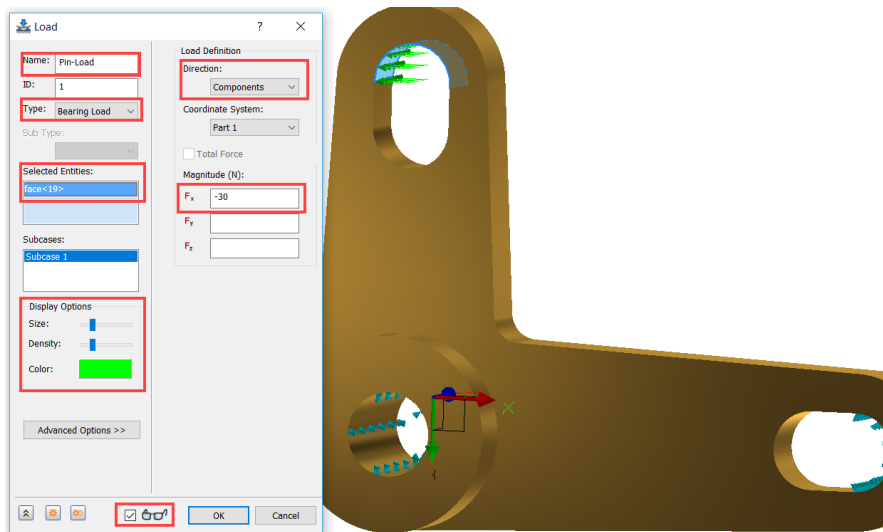 Load
? ×
Name: Pin-Load
ID: 1
Type: Bearing Load
Sub Type:
Selected Entities:
face<19>
Subcases:
Subcase 1
Display Options
Size:
Density:
Color:
Advanced Options >>
Load Definition
Direction:
Components
Coordinate System:
Part 1
Total Force
Magnitude (N):
Fx -30
Fy
Fz
OK Cancel
X